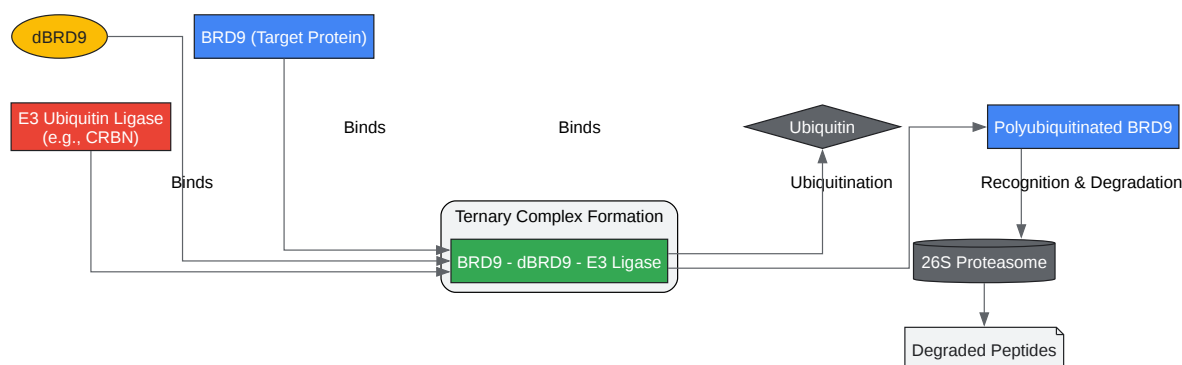 dBRD9
BRD9 (Target Protein)
E3 Ubiquitin Ligase
(e.g., CRBN)
Binds
Binds
Binds
Ubiquitin
Polyubiquitinated BRD9
Ubiquitination
Recognition & Degradation
Ternary Complex Formation
BRD9 - dBRD9 - E3 Ligase
26S Proteasome
Degraded Peptides